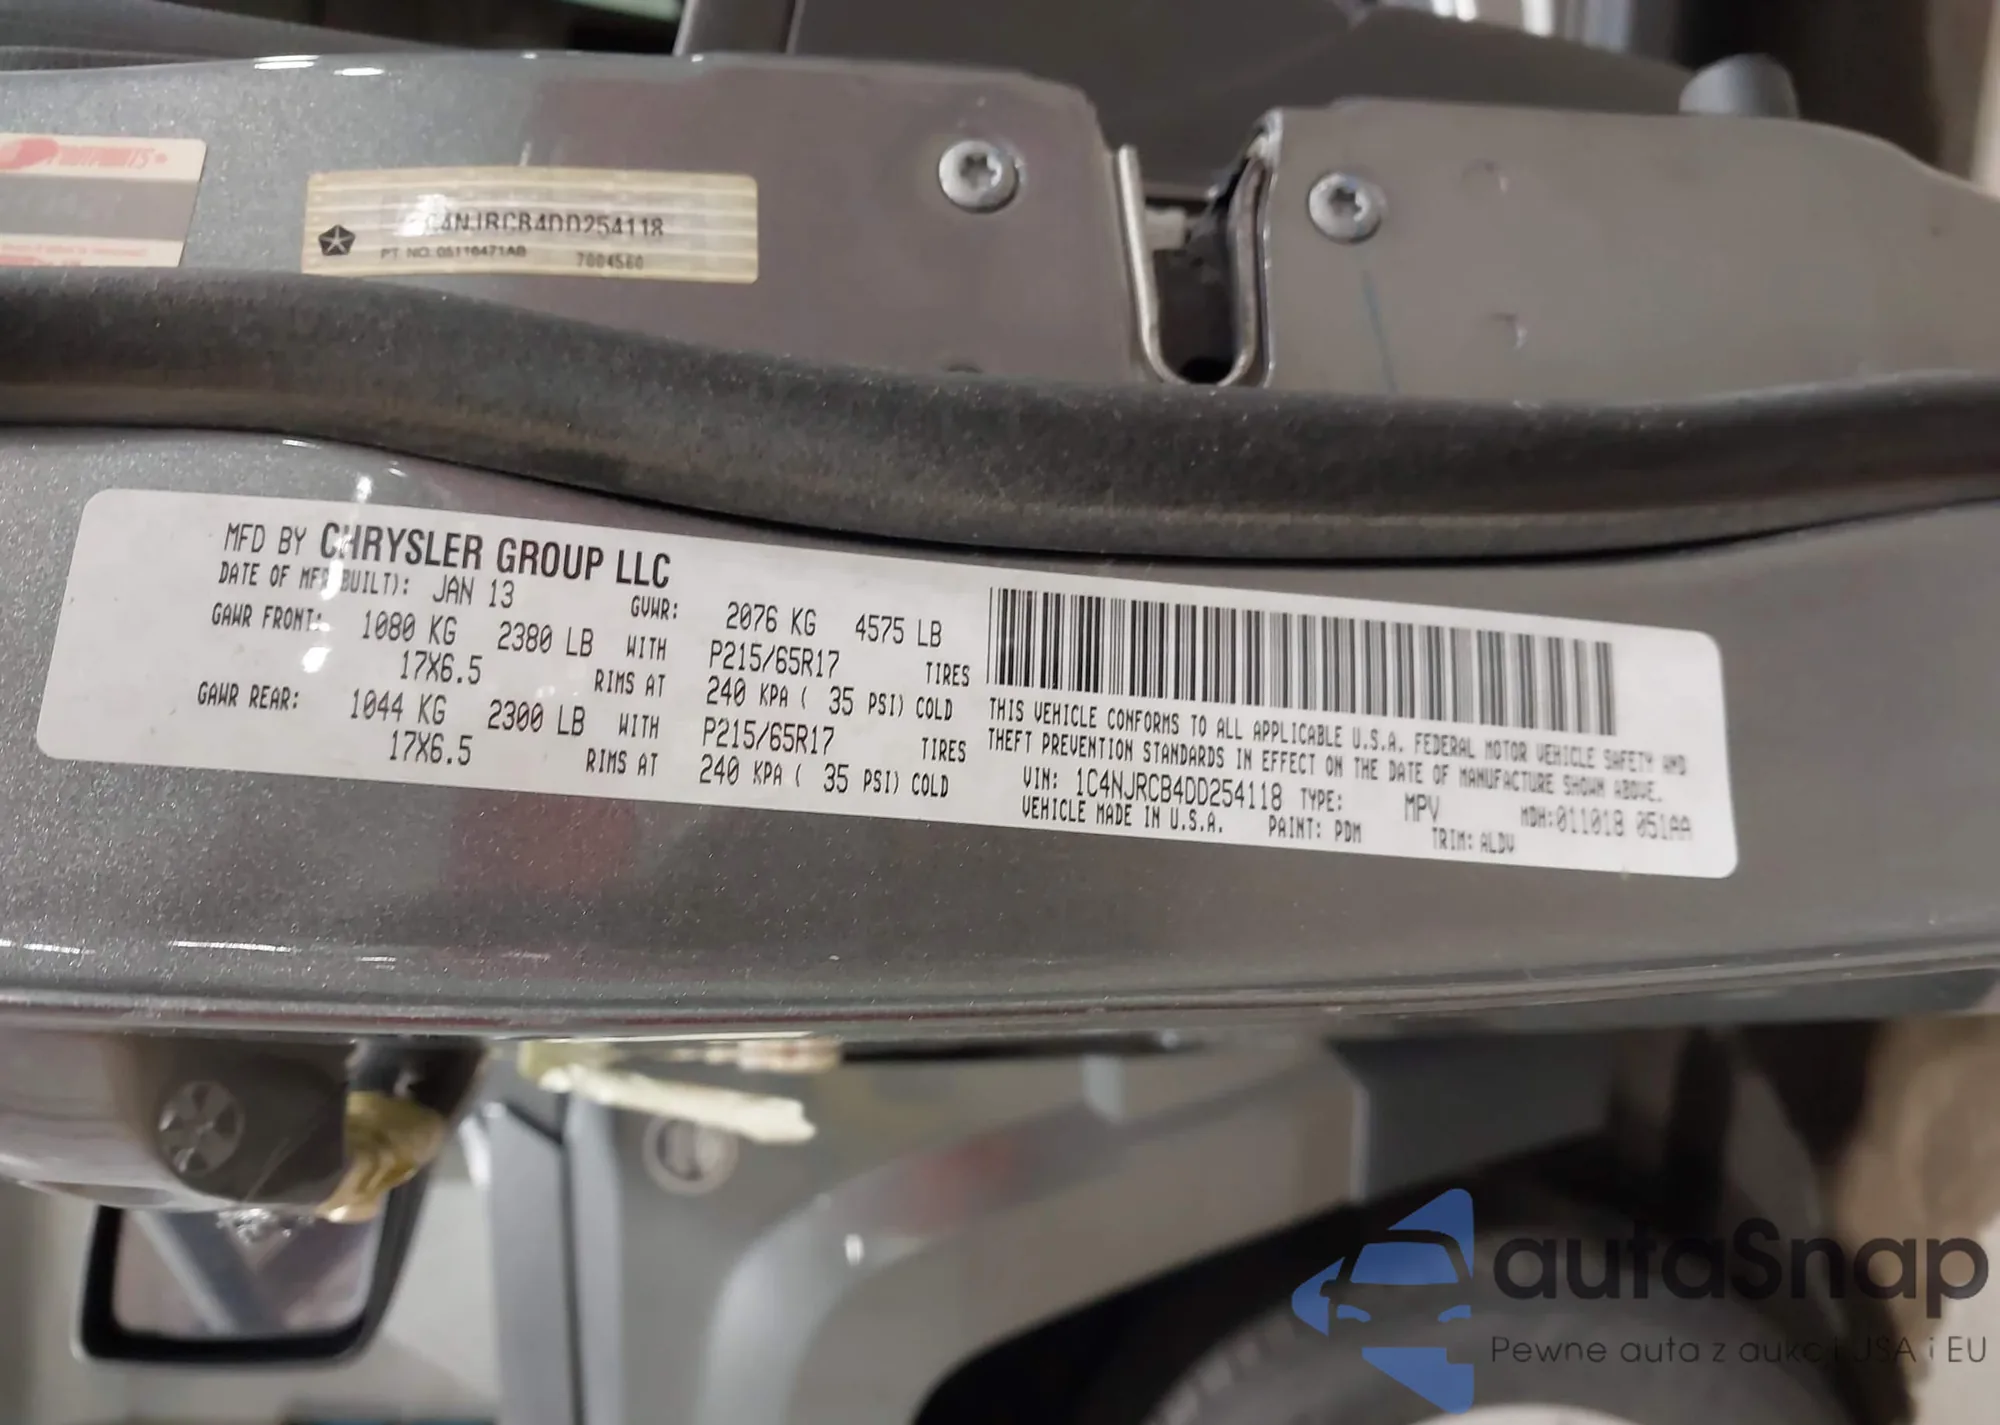 C4NJRCB4DD254118
PT. NO. 05116471AB 7004560
MFD BY CHRYSLER GROUP LLC
DATE OF MFR BUILT): JAN 13 GVWR: 2076 KG 4575 LB
GAWR FRONT: 1080 KG 2380 LB WITH P215/65R17 TIRES
17X6.5 RIMS AT 240 KPA ( 35 PSI) COLD
GAWR REAR: 1044 KG 2300 LB WITH P215/65R17 TIRES
17X6.5 RIMS AT 240 KPA ( 35 PSI) COLD
THIS VEHICLE CONFORMS TO ALL APPLICABLE U.S.A. FEDERAL MOTOR VEHICLE SAFETY AND
THEFT PREVENTION STANDARDS IN EFFECT ON THE DATE OF MANUFACTURE SHOWN ABOVE.
VIN: 1C4NJRCB4DD254118 TYPE: MPV MDH:011018 051AA
VEHICLE MADE IN U.S.A. PAINT: PDM TRIM: ALDV
autaSnap
Pewne auta z aukcji USA i EU